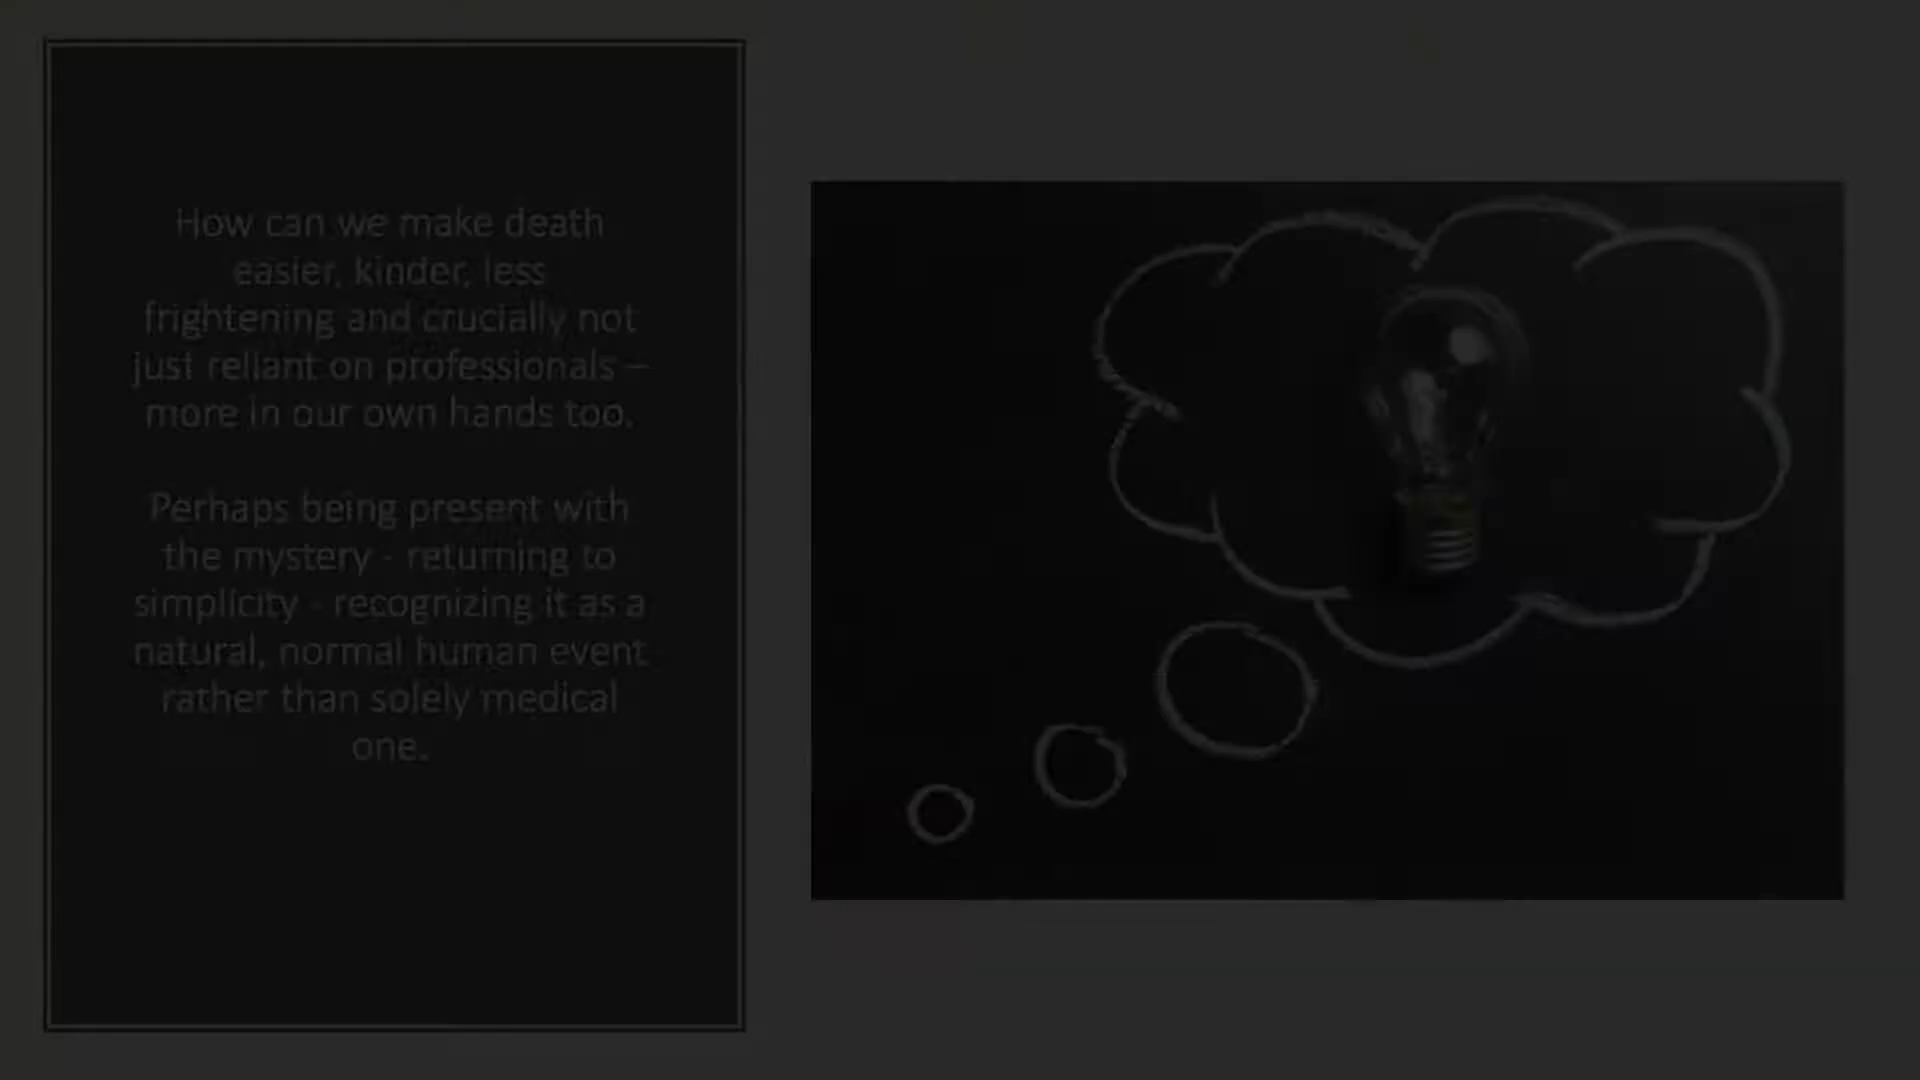 How can we make death
easier, kinder, less
frightening and crucially not
just reliant on professionals –
more in our own hands too.
Perhaps being present with
the mystery - returning to
simplicity - recognizing it as a
natural, normal human event
rather than solely medical
one.